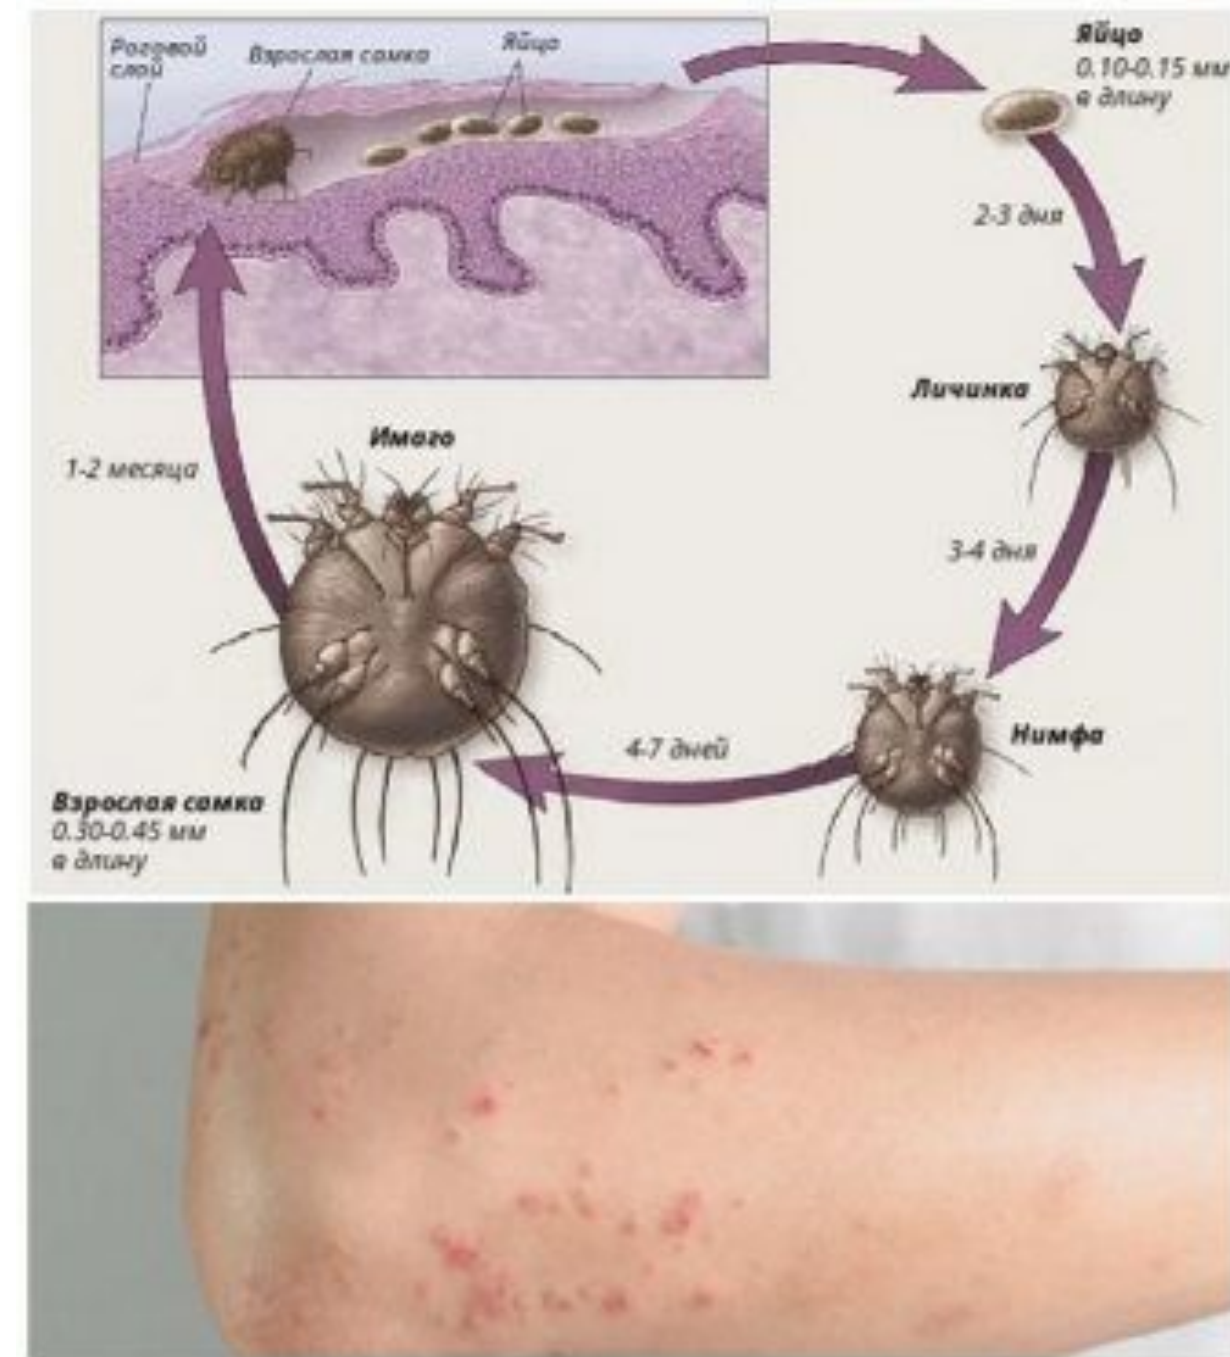 Роговой
слой
Взрослая самка
Яйца
Яйцо
0.10-0.15 мм
в длину
2-3 дня
Личинка
Имаго
1-2 месяца
3-4 дня
Нимфа
4-7 дней
Взрослая самка
0.30-0.45 мм
в длину